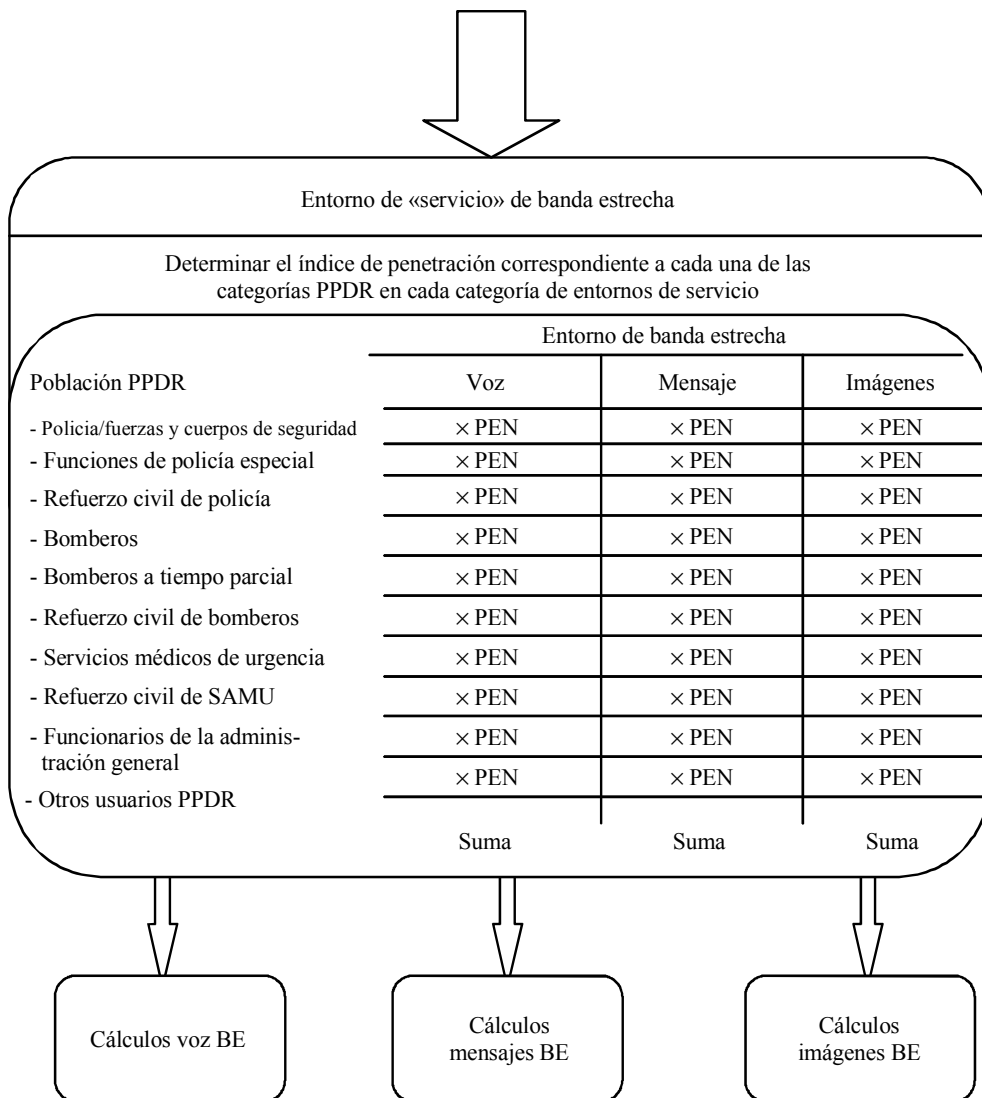 Entorno de «servicio» de banda estrecha
Determinar el índice de penetración correspondiente a cada una de las
categorías PPDR en cada categoría de entornos de servicio
Entorno de banda estrecha
Población PPDR Voz Mensaje Imágenes
- Policia/fuerzas y cuerpos de seguridad × PEN × PEN × PEN
- Funciones de policía especial × PEN × PEN × PEN
- Refuerzo civil de policía × PEN × PEN × PEN
- Bomberos × PEN × PEN × PEN
- Bomberos a tiempo parcial × PEN × PEN × PEN
- Refuerzo civil de bomberos × PEN × PEN × PEN
- Servicios médicos de urgencia × PEN × PEN × PEN
- Refuerzo civil de SAMU × PEN × PEN × PEN
- Funcionarios de la adminis- × PEN × PEN × PEN
tración general
× PEN × PEN × PEN
- Otros usuarios PPDR
Suma Suma Suma
Cálculos voz BE
Cálculos
mensajes BE
Cálculos
imágenes BE